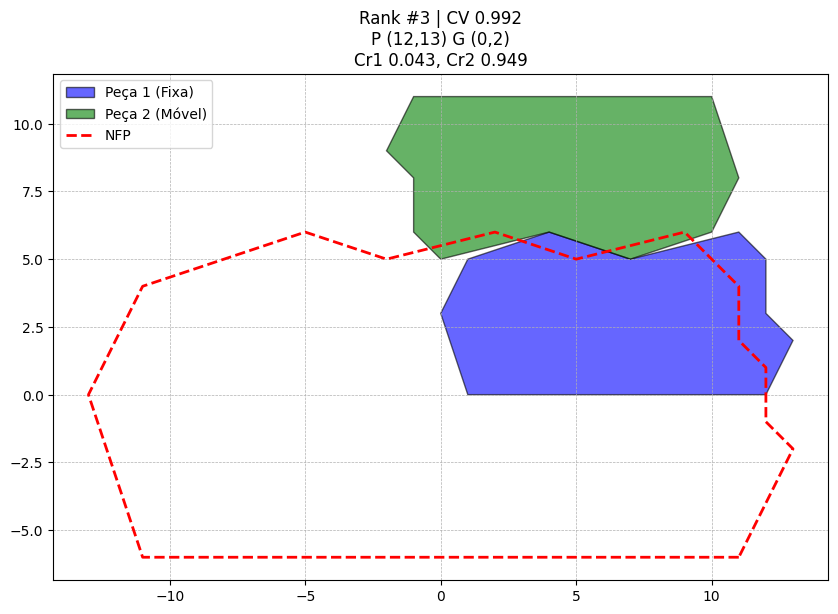 Rank #3 | CV 0.992
P (12,13) G (0,2)
Cr1 0.043, Cr2 0.949
Peça 1 (Fixa)
Peça 2 (Móvel)
NFP
10.0
7.5
5.0
2.5
0.0
−2.5
−5.0
−10
−5
0
5
10